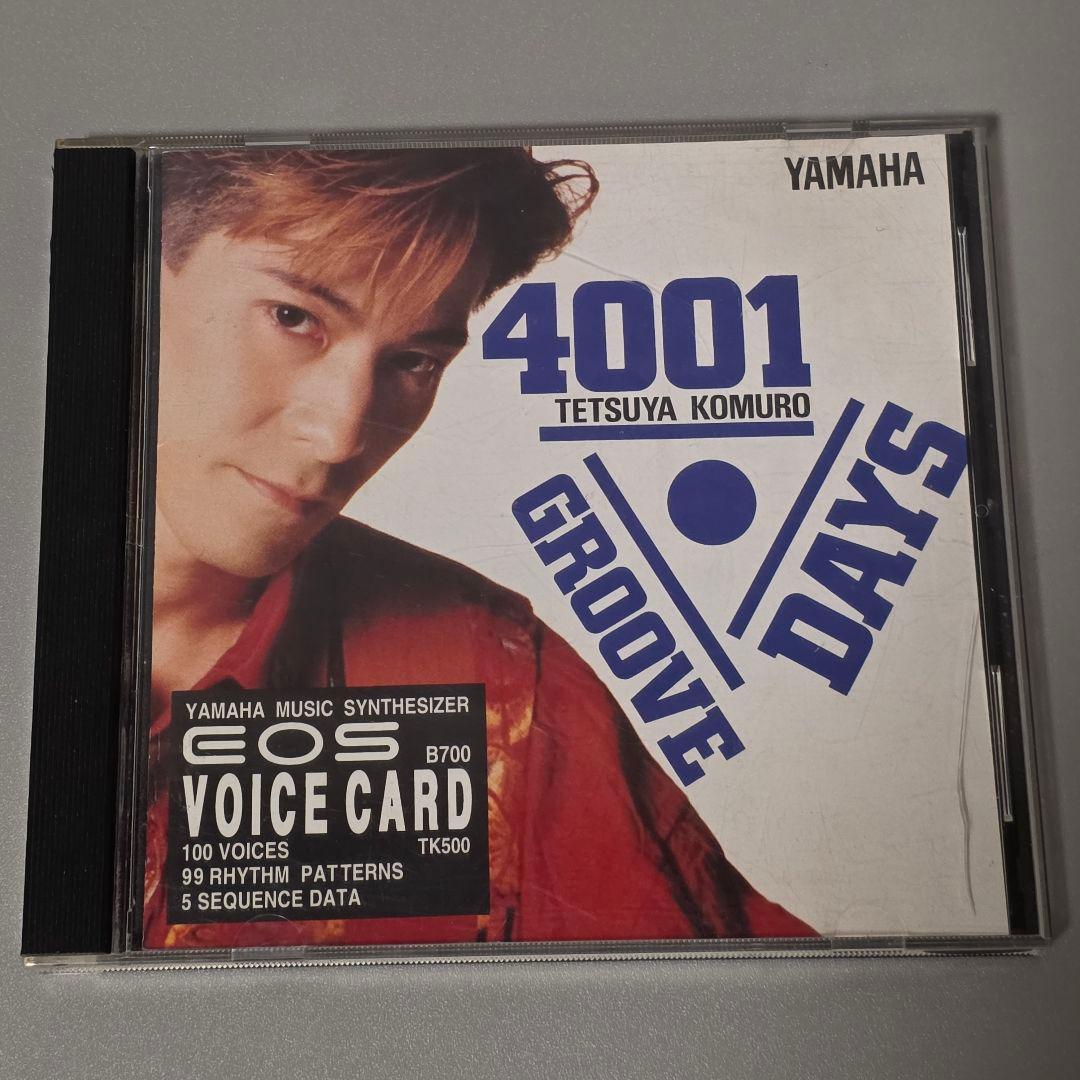 YAMAHA
4001
TETSUYA KOMURO
GROOVE
DAYS
YAMAHA MUSIC SYNTHESIZER
EOS B700
VOICE CARD
100 VOICES TK500
99 RHYTHM PATTERNS
5 SEQUENCE DATA